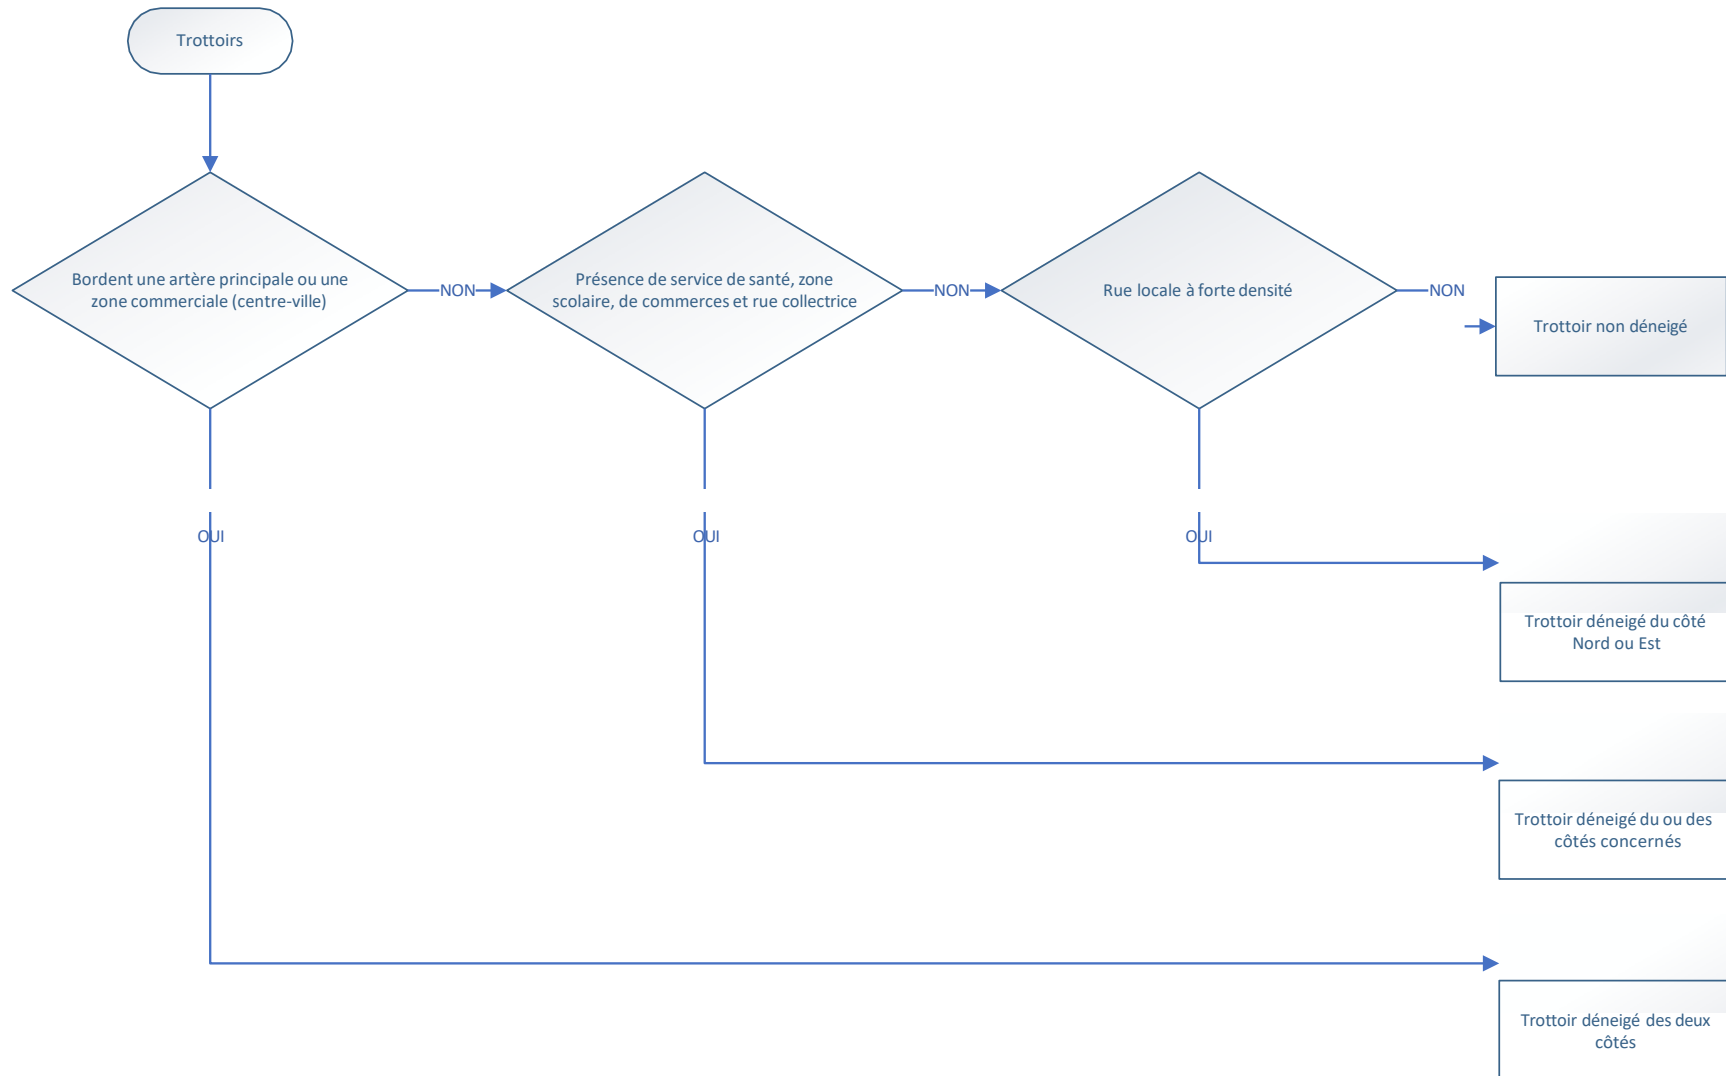 Trottoirs
Bordent une artère principale ou une
zone commerciale (centre-ville)
NON
Présence de service de santé, zone
scolaire, de commerces et rue collectrice
NON
Rue locale à forte densité
NON
Trottoir non déneigé
OUI
OUI
OUI
Trottoir déneigé du côté
Nord ou Est
Trottoir déneigé du ou des
côtés concernés
Trottoir déneigé des deux
côtés